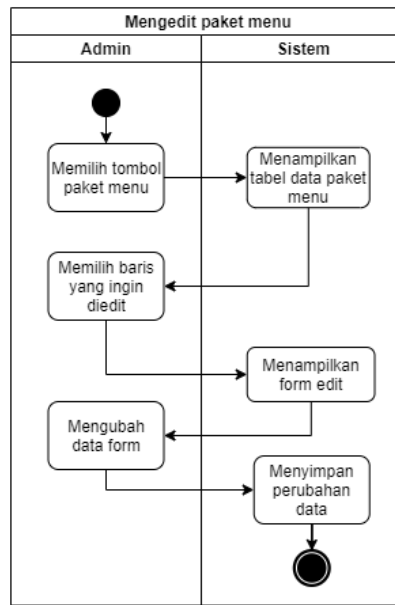 Mengedit paket menu
Admin
Sistem
Memilih tombol
paket menu
Menampilkan
tabel data paket
menu
Memilih baris
yang ingin
diedit
Menampilkan
form edit
Mengubah
data form
Menyimpan
perubahan
data